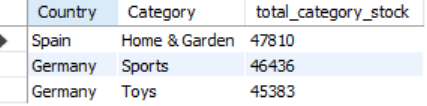 Country Category total_category_stock
Spain Home & Garden 47810
Germany Sports 46436
Germany Toys 45383